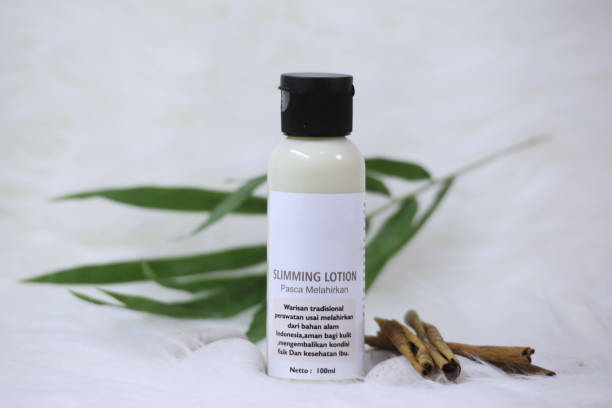 SLIMMING LOTION
Pasca Melahirkan
Warisan tradisional
perawatan usai melahirkan
dari bahan alam
Indonesia,aman bagi kulit
,mengembalikan kondisi
fisik Dan kesehatan ibu.
Netto : 100ml